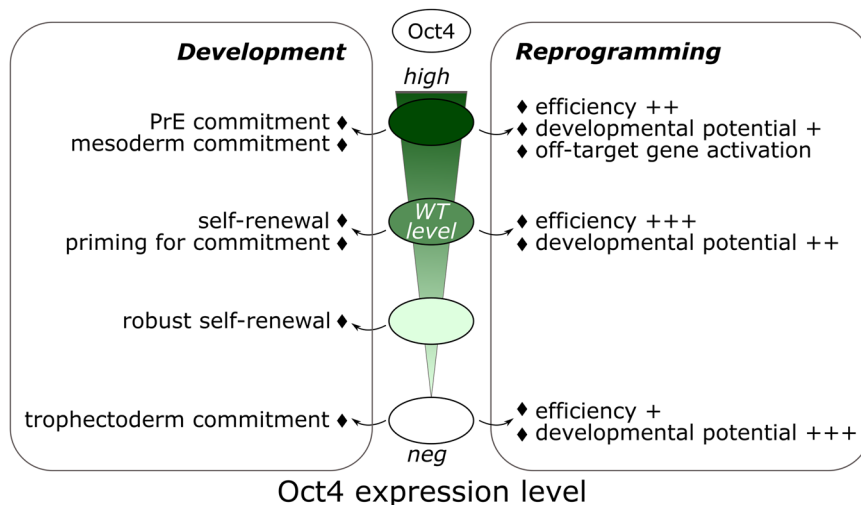 Oct4
Development
high
Reprogramming
PrE commitment ♦
mesoderm commitment ♦
♦ efficiency ++
♦ developmental potential +
♦ off-target gene activation
self-renewal ♦
priming for commitment ♦
WT
level
♦ efficiency +++
♦ developmental potential ++
robust self-renewal ♦
trophectoderm commitment ♦
♦ efficiency +
♦ developmental potential +++
neg
Oct4 expression level